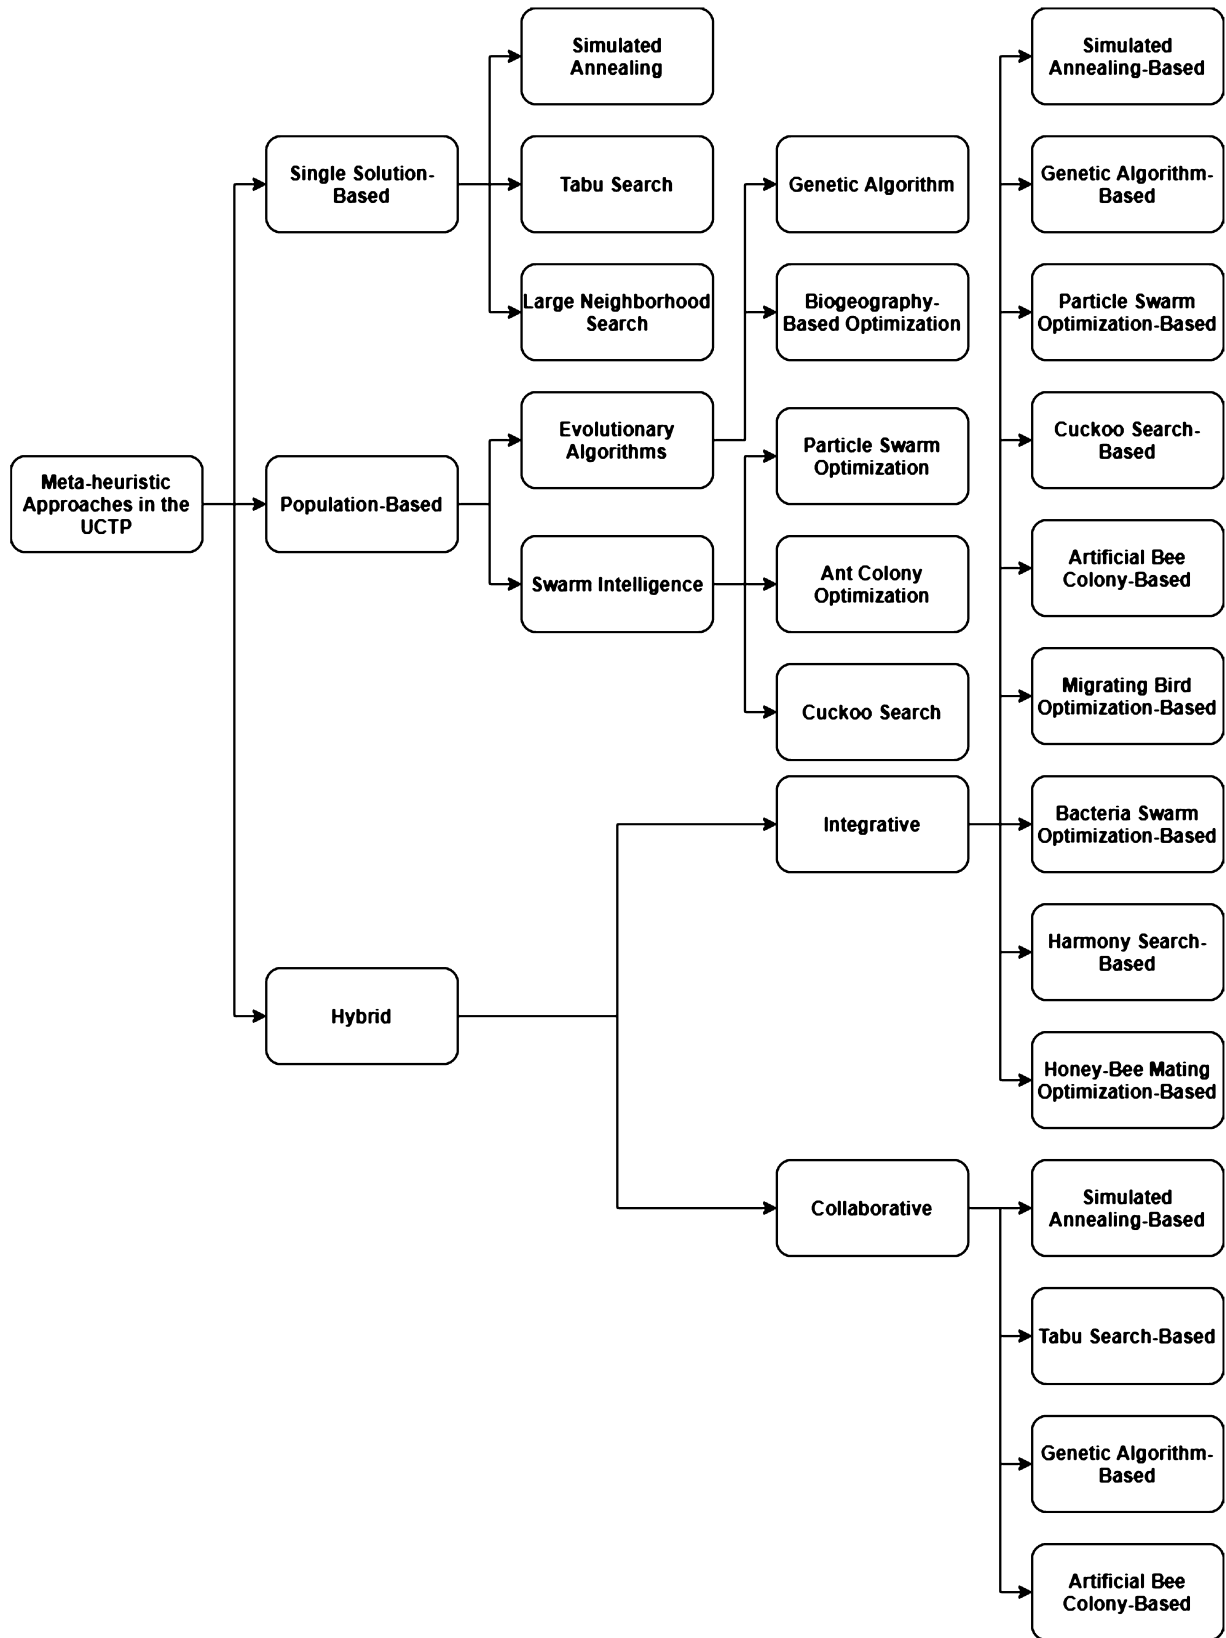 Meta-heuristic
Approaches in the
UCTP
Single Solution-
Based
Population-Based
Hybrid
Simulated
Annealing
Tabu Search
Large Neighborhood
Search
Evolutionary
Algorithms
Swarm Intelligence
Genetic Algorithm
Biogeography-
Based Optimization
Particle Swarm
Optimization
Ant Colony
Optimization
Cuckoo Search
Integrative
Collaborative
Simulated
Annealing-Based
Genetic Algorithm-
Based
Particle Swarm
Optimization-Based
Cuckoo Search-
Based
Artificial Bee
Colony-Based
Migrating Bird
Optimization-Based
Bacteria Swarm
Optimization-Based
Harmony Search-
Based
Honey-Bee Mating
Optimization-Based
Simulated
Annealing-Based
Tabu Search-Based
Genetic Algorithm-
Based
Artificial Bee
Colony-Based